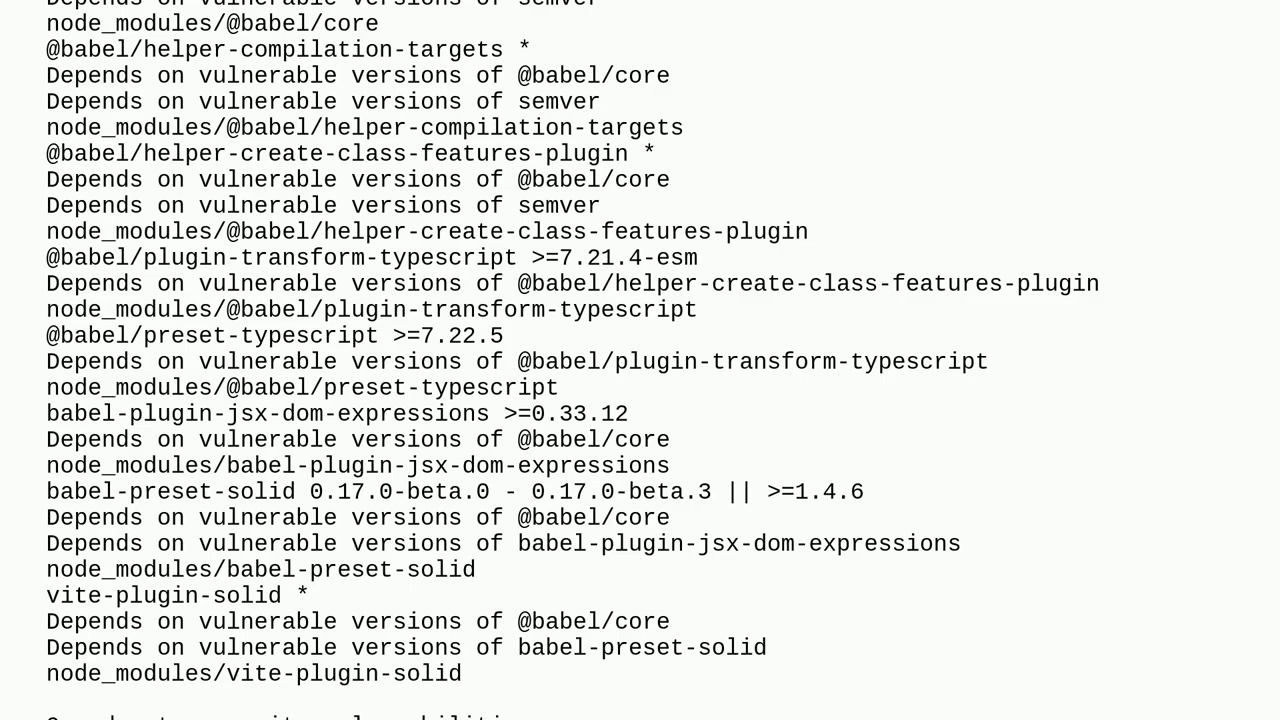 Depends on vulnerable versions of semver
node_modules/@babel/core
@babel/helper-compilation-targets *
Depends on vulnerable versions of @babel/core
Depends on vulnerable versions of semver
node_modules/@babel/helper-compilation-targets
@babel/helper-create-class-features-plugin *
Depends on vulnerable versions of @babel/core
Depends on vulnerable versions of semver
node_modules/@babel/helper-create-class-features-plugin
@babel/plugin-transform-typescript >=7.21.4-esm
Depends on vulnerable versions of @babel/helper-create-class-features-plugin
node_modules/@babel/plugin-transform-typescript
@babel/preset-typescript >=7.22.5
Depends on vulnerable versions of @babel/plugin-transform-typescript
node_modules/@babel/preset-typescript
babel-plugin-jsx-dom-expressions >=0.33.12
Depends on vulnerable versions of @babel/core
node_modules/babel-plugin-jsx-dom-expressions
babel-preset-solid 0.17.0-beta.0 - 0.17.0-beta.3 || >=1.4.6
Depends on vulnerable versions of @babel/core
Depends on vulnerable versions of babel-plugin-jsx-dom-expressions
node_modules/babel-preset-solid
vite-plugin-solid *
Depends on vulnerable versions of @babel/core
Depends on vulnerable versions of babel-preset-solid
node_modules/vite-plugin-solid